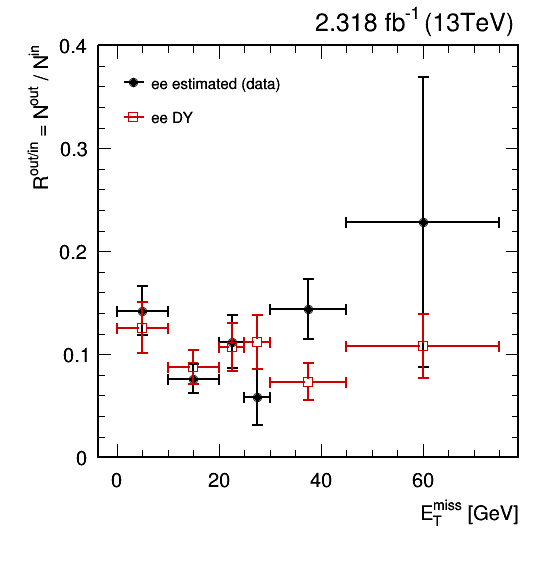 2.318 fb⁻¹ (13TeV)
R^out/in = N^out / N^in
0.4
0.3
0.2
0.1
0
ee estimated (data)
ee DY
0 20 40 60
E_T^miss [GeV]